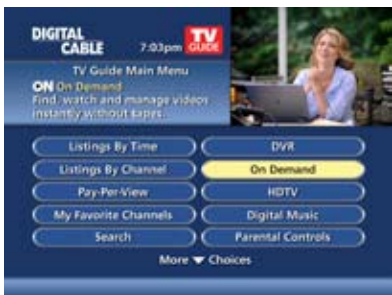 DIGITAL
CABLE
7:03pm
TV
GUIDE
TV Guide Main Menu
ON On Demand
Find, watch and manage videos
instantly without tapes.
Listings By Time
DVR
Listings By Channel
On Demand
Pay-Per-View
HDTV
My Favorite Channels
Digital Music
Search
Parental Controls
More Choices